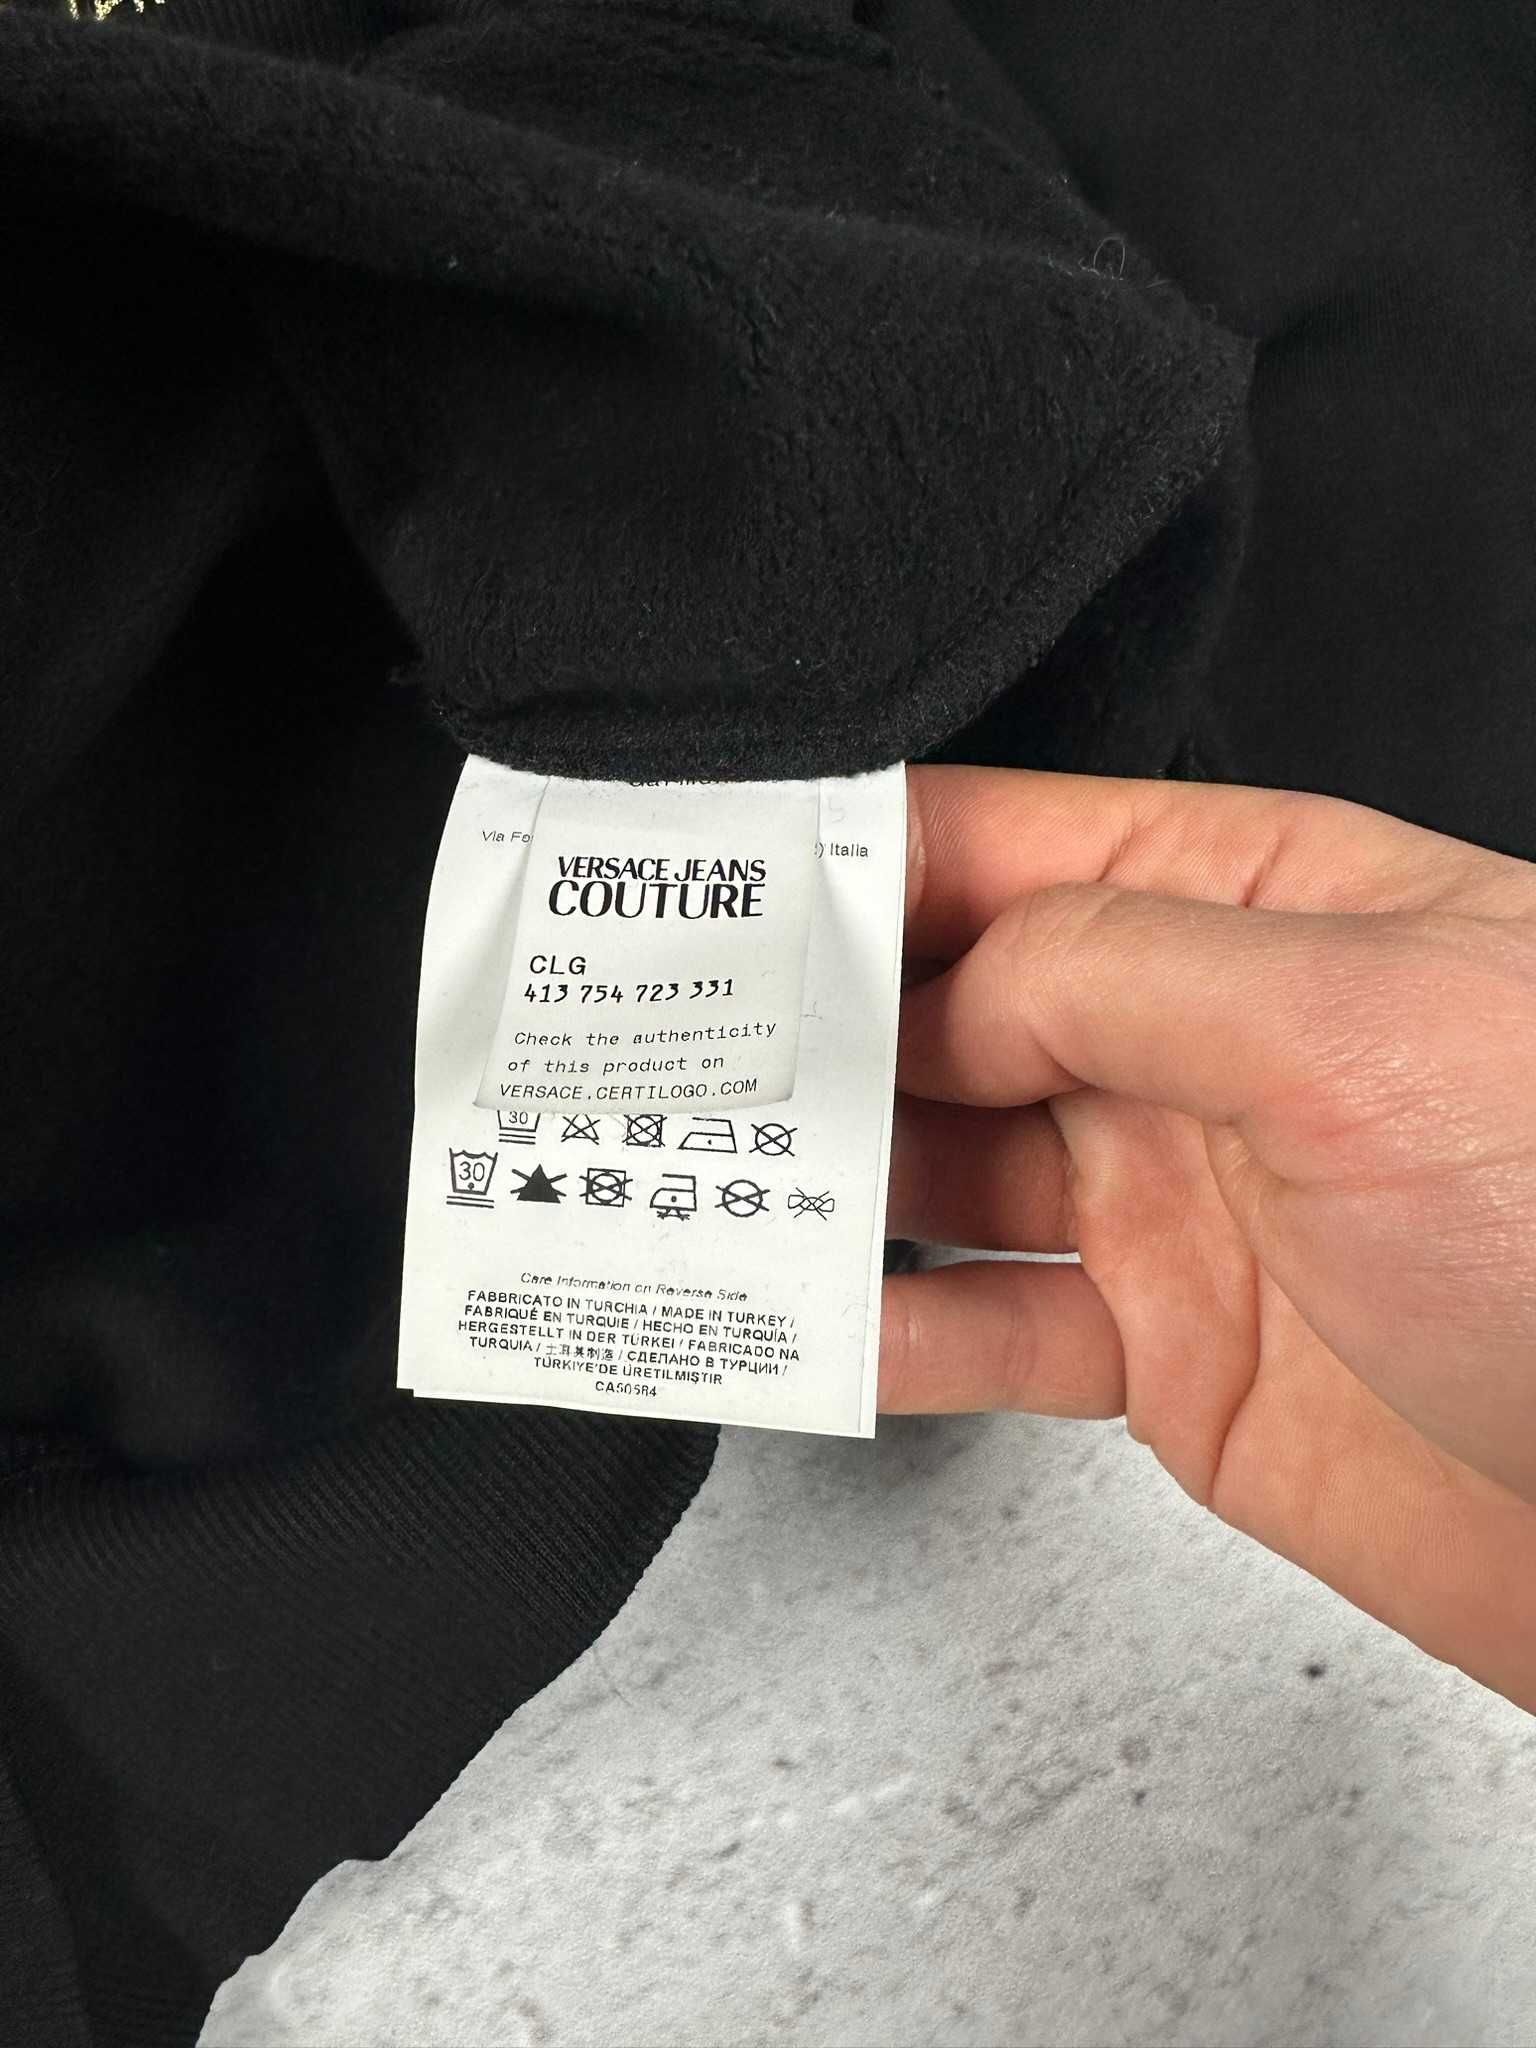 Via
) Italia
VERSACE JEANS
COUTURE
CLG
413 754 723 331
Check the authenticity
of this product on
VERSACE.CERTILOGO.COM
30
30
Care Information on Reverse Side
FABBRICATO IN TURCHIA / MADE IN TURKEY /
FABRIQUÉ EN TURQUIE / HECHO EN TURQUÍA /
HERGESTELLT IN DER TÜRKEI / FABRICADO NA
TURQUIA / 土耳其制造 / СДЕЛАНО В ТУРЦИИ /
TÜRKIYE'DE ÜRETILMIŞTIR
CA50584